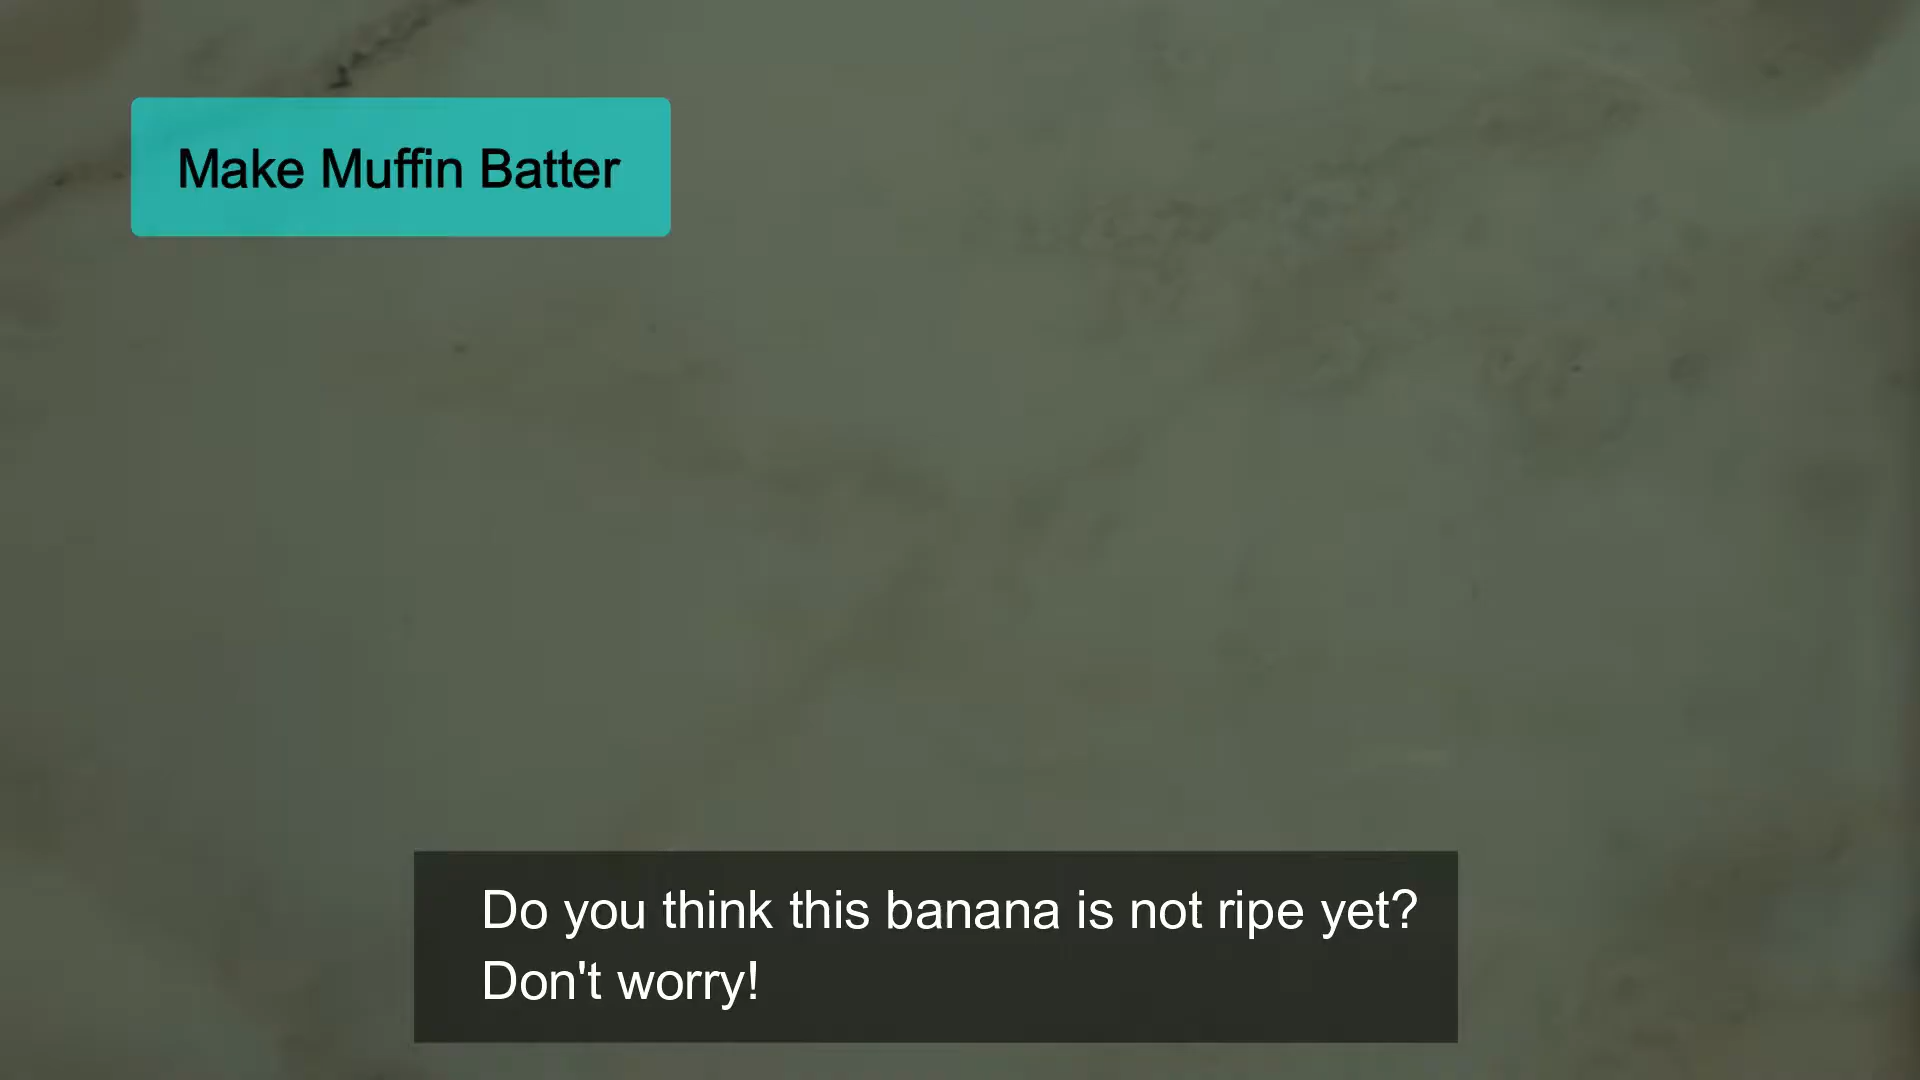 Make Muffin Batter
Do you think this banana is not ripe yet?
Don't worry!